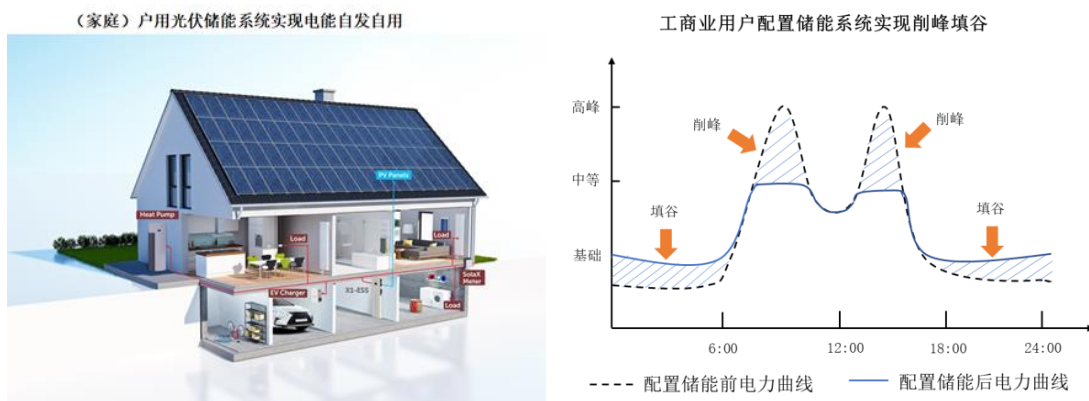 （家庭）户用光伏储能系统实现电能自发自用
PV Panels
Heat Pump
Load
Load
SolaX
Meter
EV Charger
X1-ESS
Load
工商业用户配置储能系统实现削峰填谷
高峰
削峰
削峰
中等
填谷
填谷
基础
6:00
12:00
18:00
24:00
配置储能前电力曲线
配置储能后电力曲线